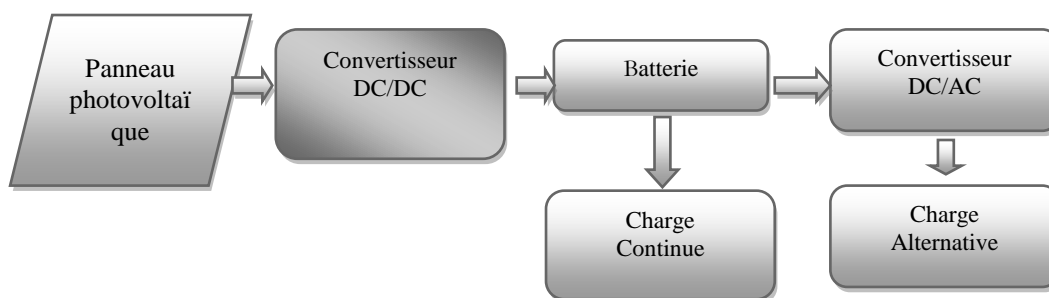 Panneau
photovoltaï
que
Convertisseur
DC/DC
Batterie
Convertisseur
DC/AC
Charge
Continue
Charge
Alternative